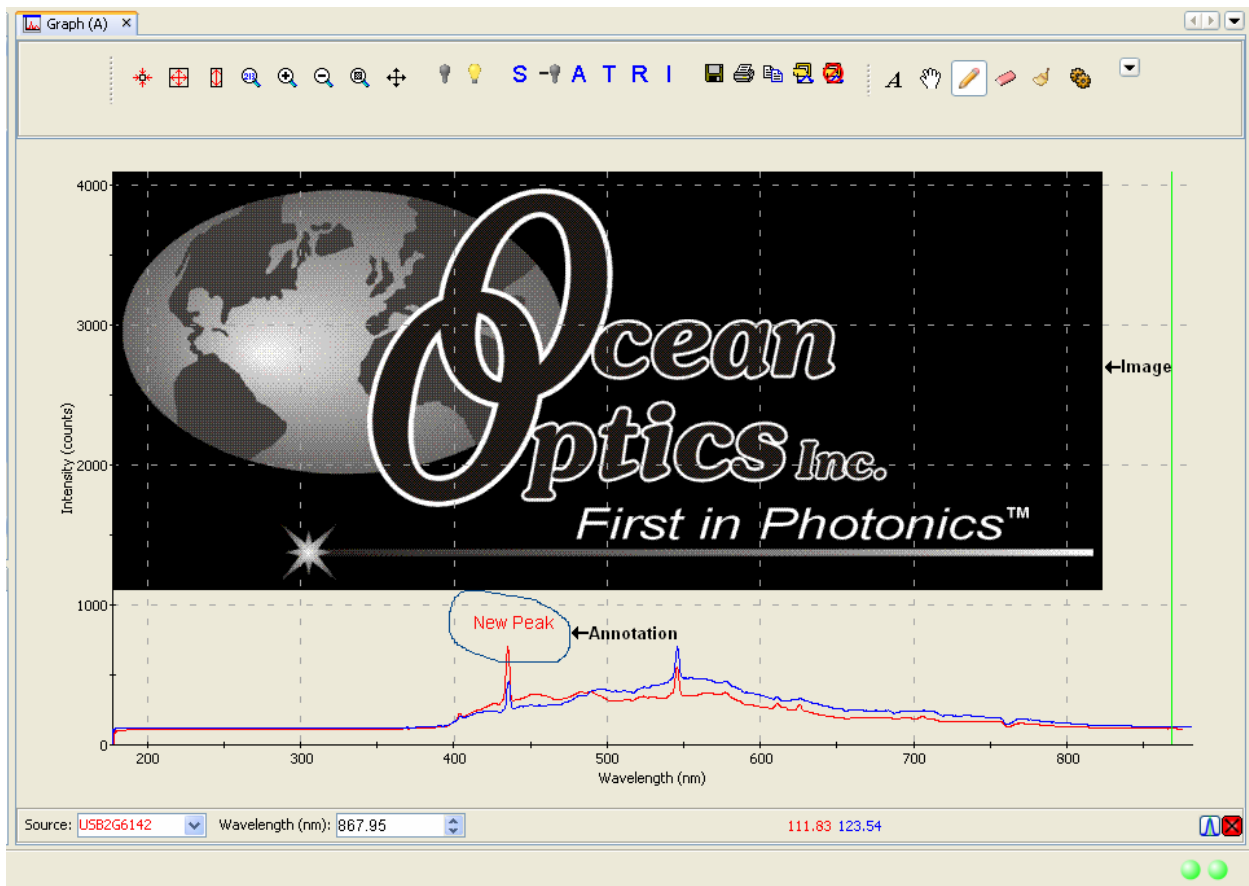 Graph (A)
S A T R I A
4000
3000
2000
1000
0
Intensity (counts)
Ocean
Optics Inc.
First in Photonics™
←Image
New Peak
←Annotation
200 300 400 500 600 700 800
Wavelength (nm)
Source: USB2G6142 Wavelength (nm): 867.95 111.83 123.54